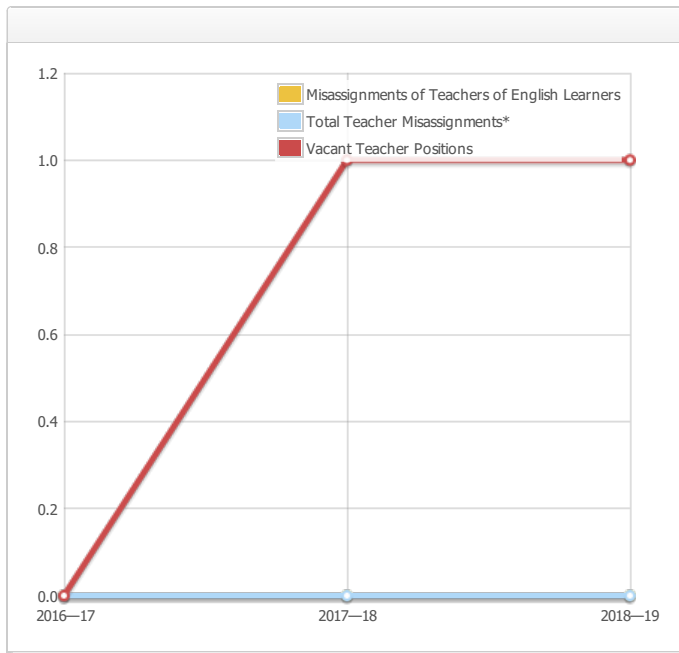 1.2
Misassignments of Teachers of English Learners
Total Teacher Misassignments*
Vacant Teacher Positions
1.0
0.8
0.6
0.4
0.2
0.0
2016—17 2017—18 2018—19